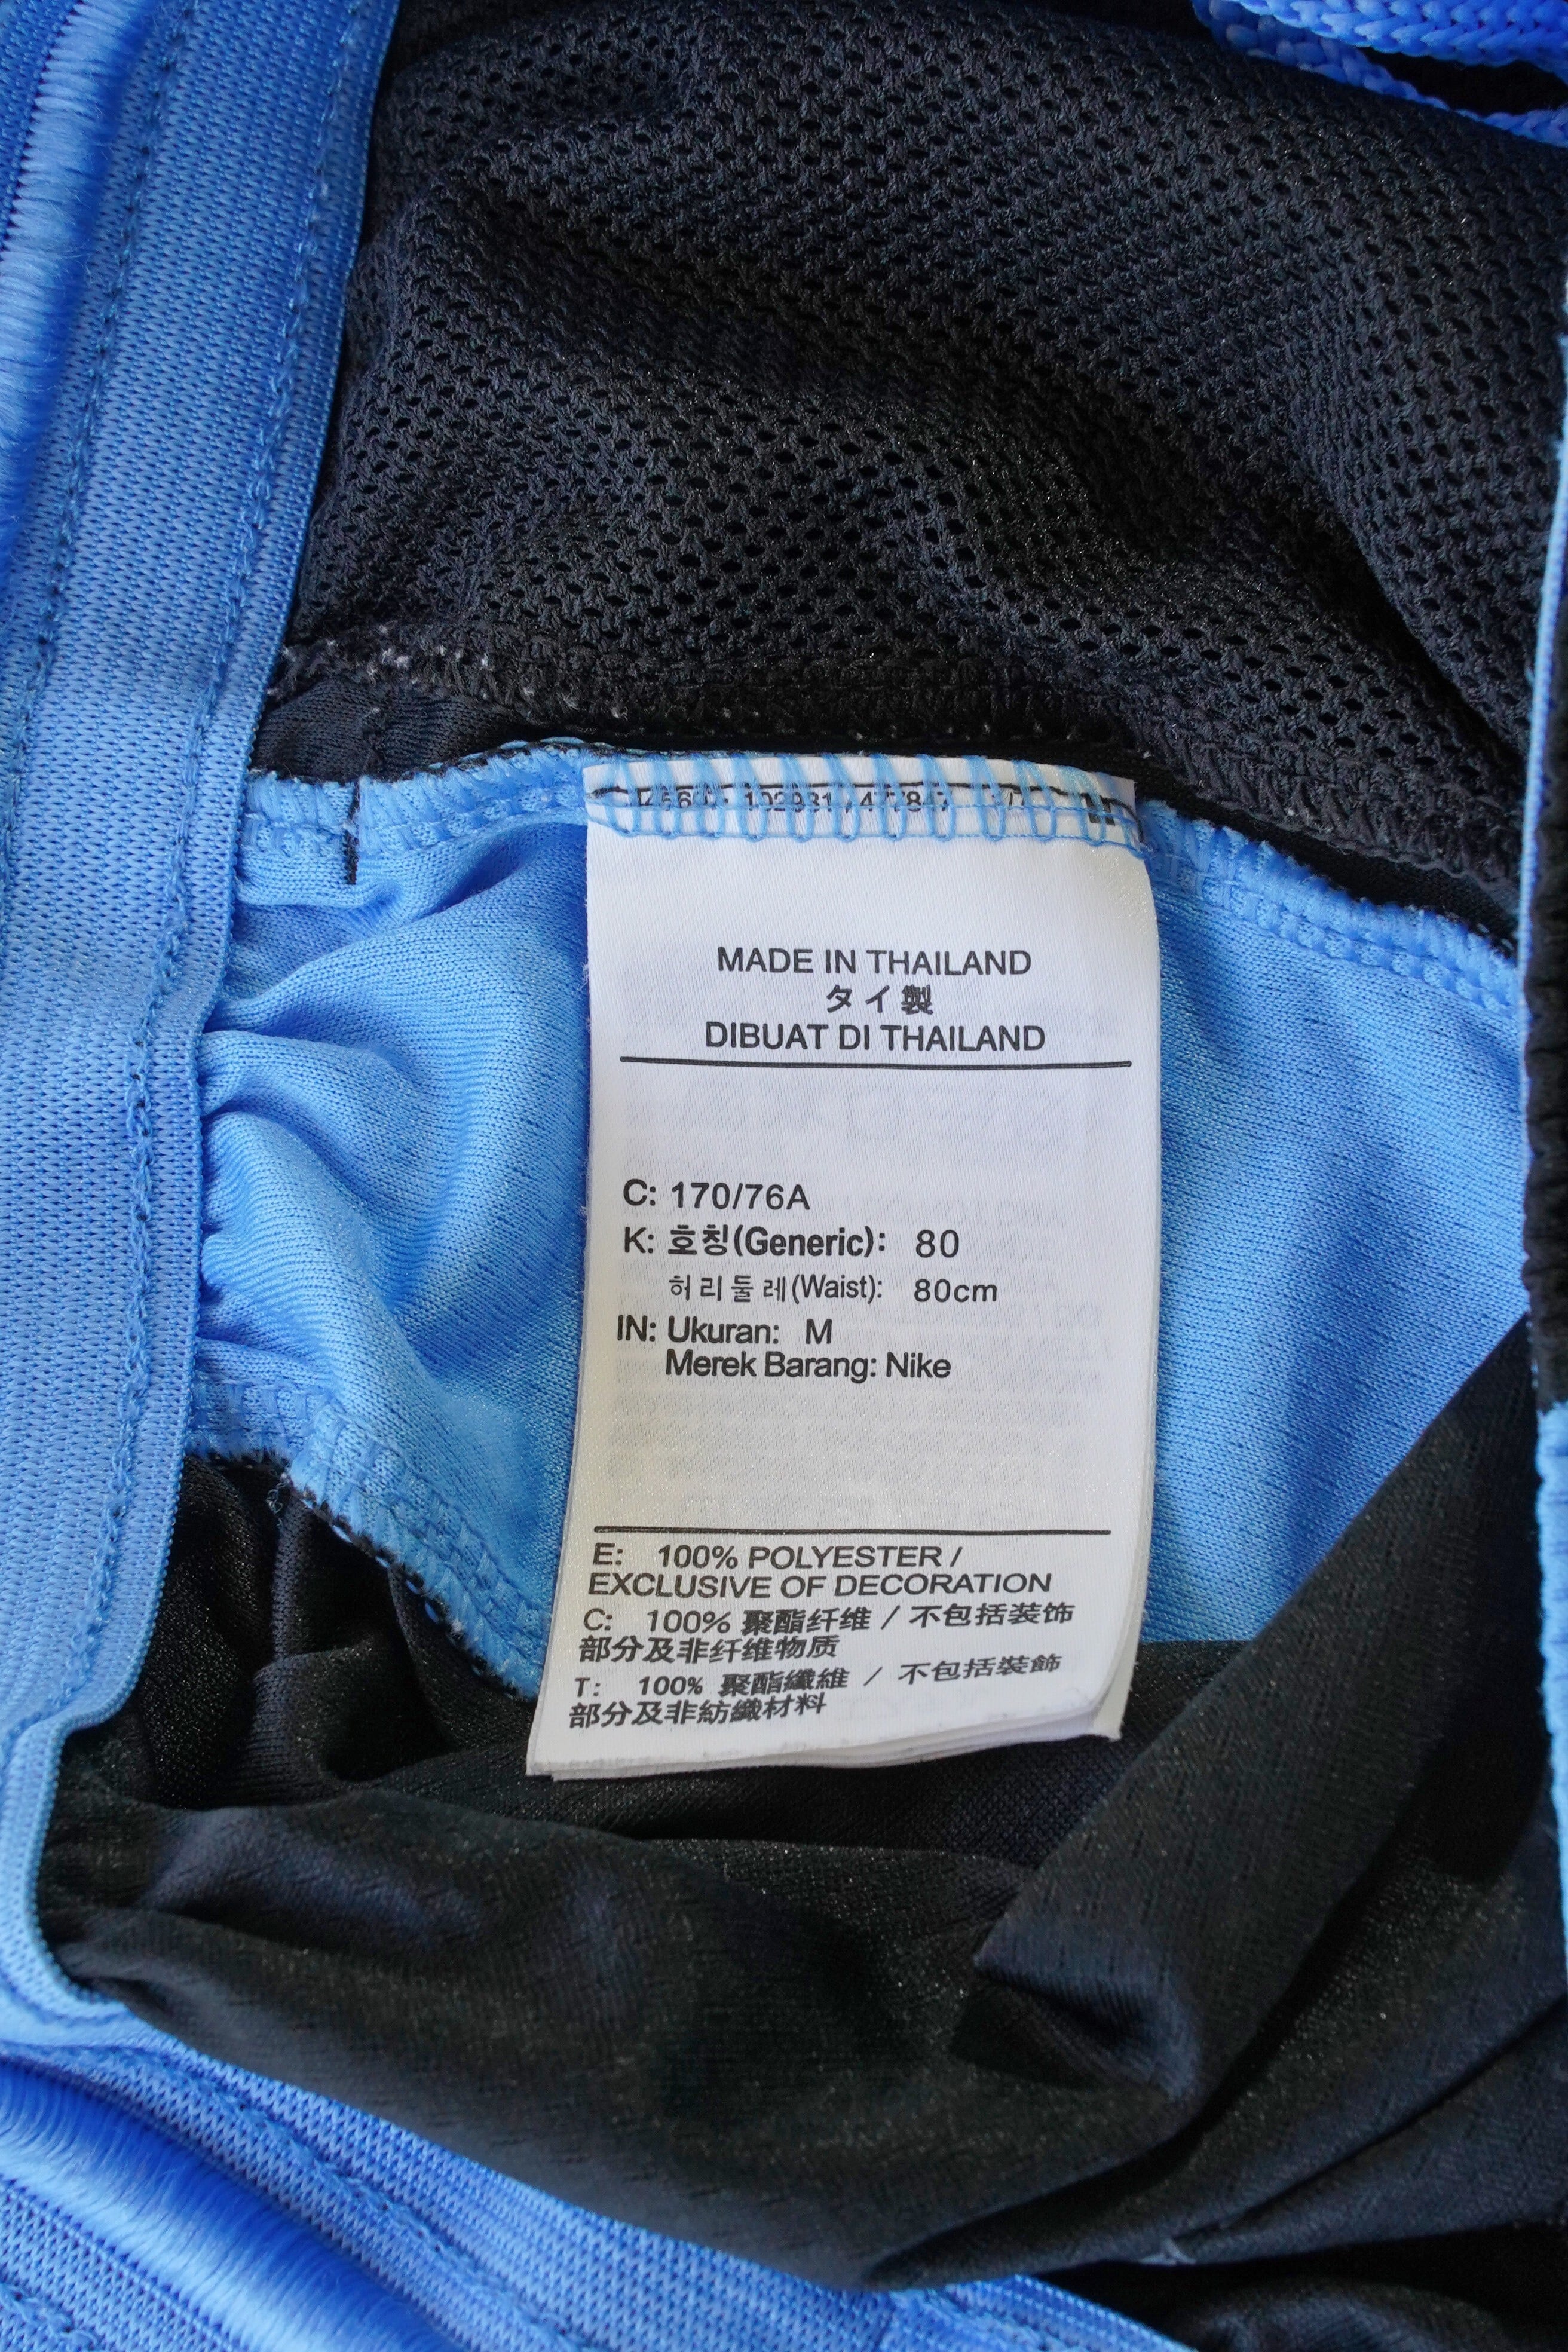 MADE IN THAILAND
タイ製
DIBUAT DI THAILAND
C: 170/76A
K: 호칭(Generic): 80
허리둘레(Waist): 80cm
IN: Ukuran: M
Merek Barang: Nike
E: 100% POLYESTER /
EXCLUSIVE OF DECORATION
C: 100% 聚酯纤维 / 不包括装饰
部分及非纤维物质
T: 100% 聚酯纖維 / 不包括裝飾
部分及非紡織材料